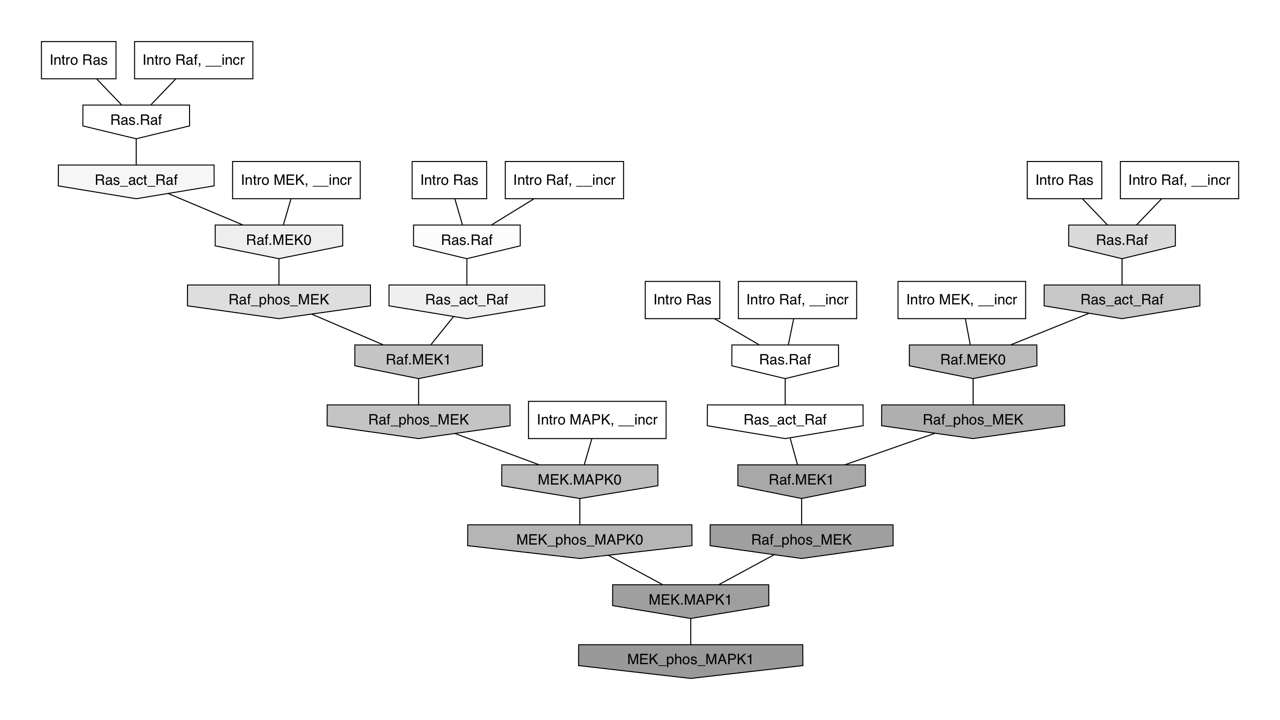 Intro Ras
Intro Raf, __incr
Ras.Raf
Ras_act_Raf
Intro MEK, __incr
Intro Ras
Intro Raf, __incr
Intro Ras
Intro Raf, __incr
Raf.MEK0
Ras.Raf
Ras.Raf
Raf_phos_MEK
Ras_act_Raf
Intro Ras
Intro Raf, __incr
Intro MEK, __incr
Ras_act_Raf
Raf.MEK1
Ras.Raf
Raf.MEK0
Raf_phos_MEK
Intro MAPK, __incr
Ras_act_Raf
Raf_phos_MEK
MEK.MAPK0
Raf.MEK1
MEK_phos_MAPK0
Raf_phos_MEK
MEK.MAPK1
MEK_phos_MAPK1